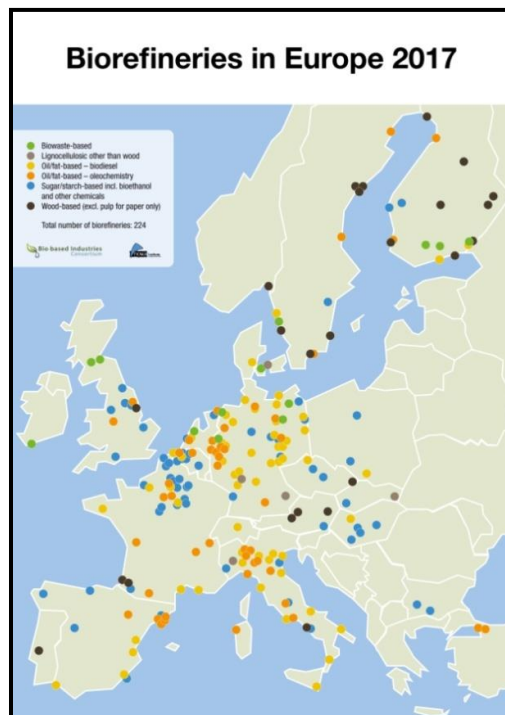 Biorefineries in Europe 2017
Biowaste-based
Lignocellulosic other than wood
Oil/fat-based – biodiesel
Oil/fat-based – oleochemistry
Sugar/starch-based incl. bioethanol
and other chemicals
Wood-based (excl. pulp for paper only)
Total number of biorefineries: 224
Bio-based Industries
Consortium